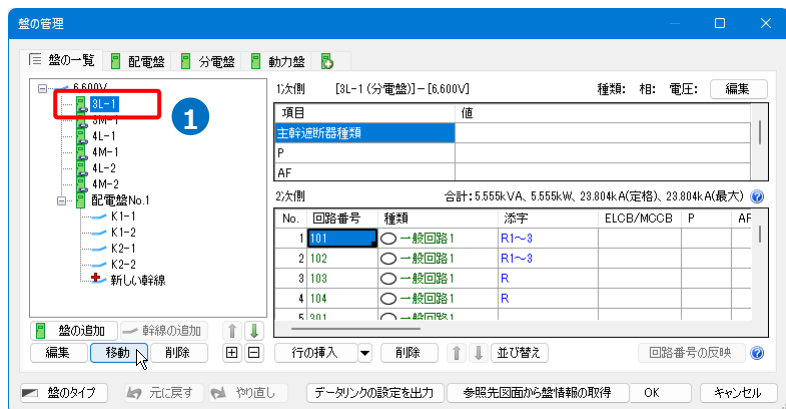 盤の管理
盤の一覧 配電盤 分電盤 動力盤
6,600V
3L-1
3M-1
4L-1
4M-1
4L-2
4M-2
配電盤No.1
K1-1
K1-2
K2-1
K2-2
新しい幹線
1
盤の追加 幹線の追加
編集 移動 削除
1次側 [3L-1(分電盤)]-[6,600V] 種類: 相: 電圧: 編集
項目 値
主幹遮断器種類
P
AF
2次側 合計:5.555kVA、5.555kW、23.804kA(定格)、23.804kA(最大)
No. 回路番号 種類 添字 ELCB/MCCB P AF
1 101 一般回路1 R1~3
2 102 一般回路1 R1~3
3 103 一般回路1 R
4 104 一般回路1 R
5 301 一般回路1
行の挿入 削除 並び替え 回路番号の反映
盤のタイプ 元に戻す やり直し データリンクの設定を出力 参照先図面から盤情報の取得 OK キャンセル